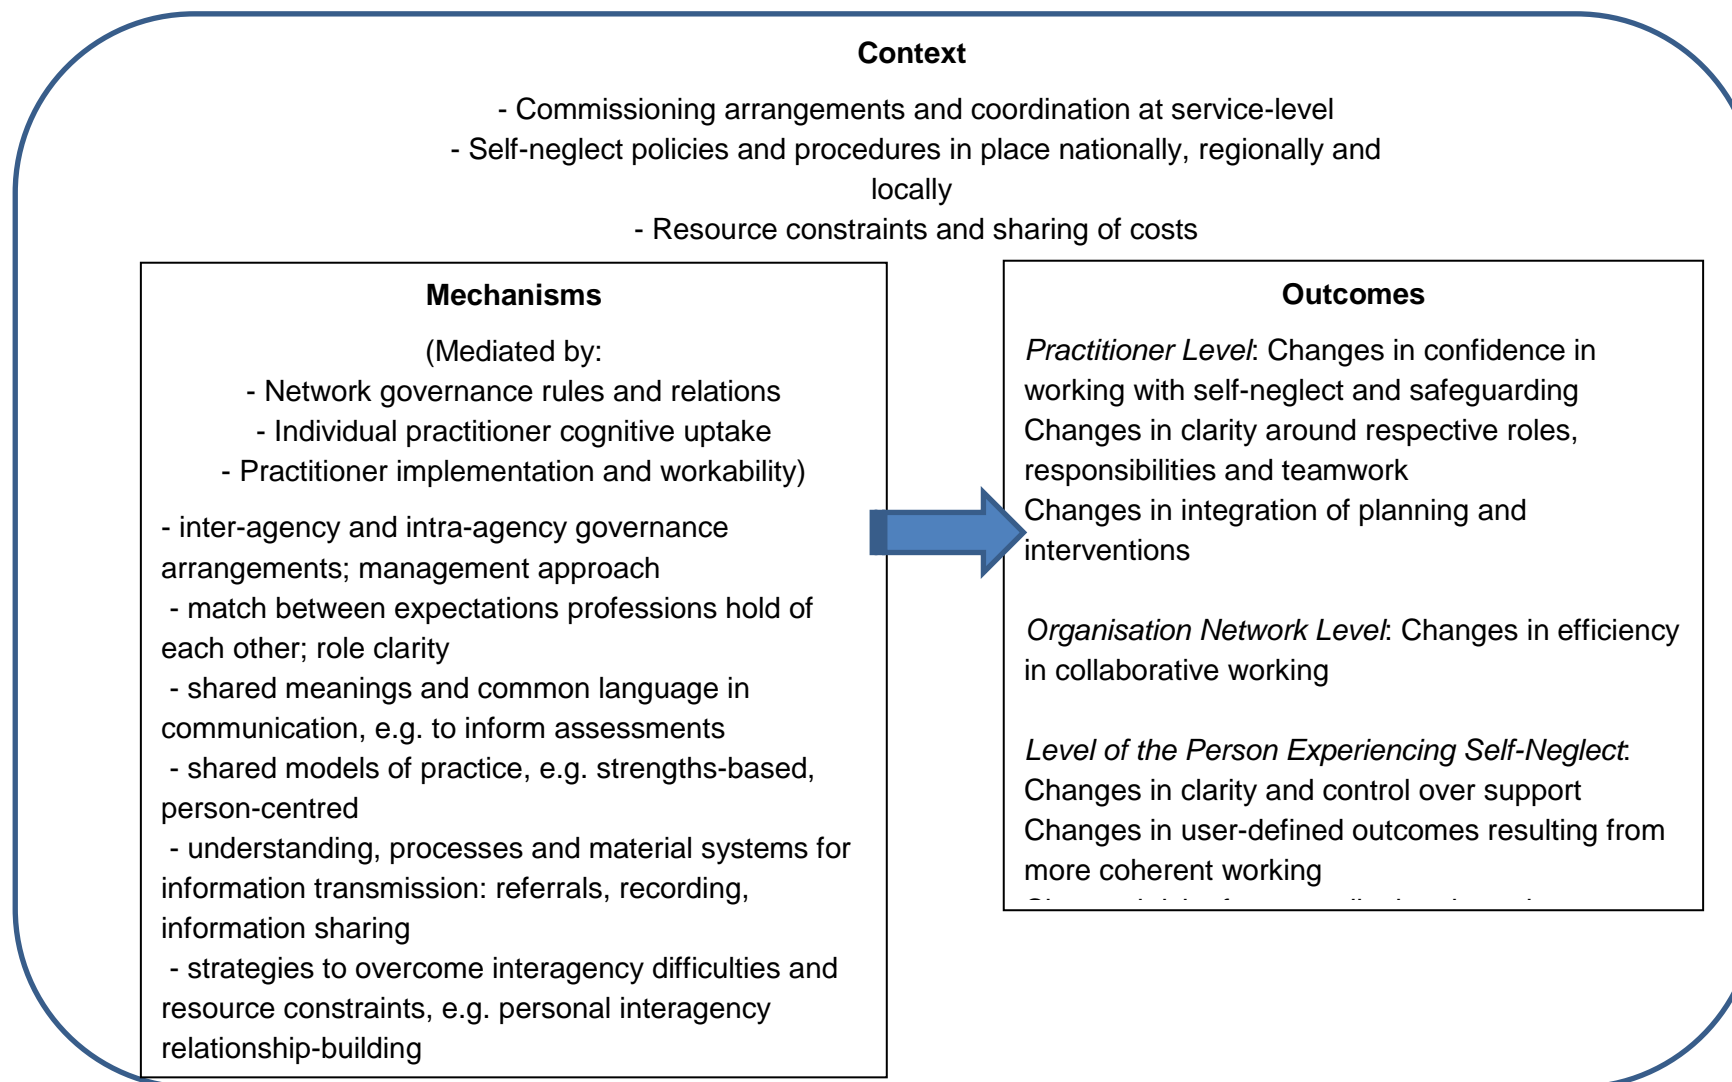 Context
- Commissioning arrangements and coordination at service-level
- Self-neglect policies and procedures in place nationally, regionally and
locally
- Resource constraints and sharing of costs
Mechanisms
(Mediated by:
- Network governance rules and relations
- Individual practitioner cognitive uptake
- Practitioner implementation and workability)
- inter-agency and intra-agency governance
arrangements; management approach
- match between expectations professions hold of
each other; role clarity
- shared meanings and common language in
communication, e.g. to inform assessments
- shared models of practice, e.g. strengths-based,
person-centred
- understanding, processes and material systems for
information transmission: referrals, recording,
information sharing
- strategies to overcome interagency difficulties and
resource constraints, e.g. personal interagency
relationship-building
Outcomes
Practitioner Level: Changes in confidence in
working with self-neglect and safeguarding
Changes in clarity around respective roles,
responsibilities and teamwork
Changes in integration of planning and
interventions
Organisation Network Level: Changes in efficiency
in collaborative working
Level of the Person Experiencing Self-Neglect:
Changes in clarity and control over support
Changes in user-defined outcomes resulting from
more coherent working